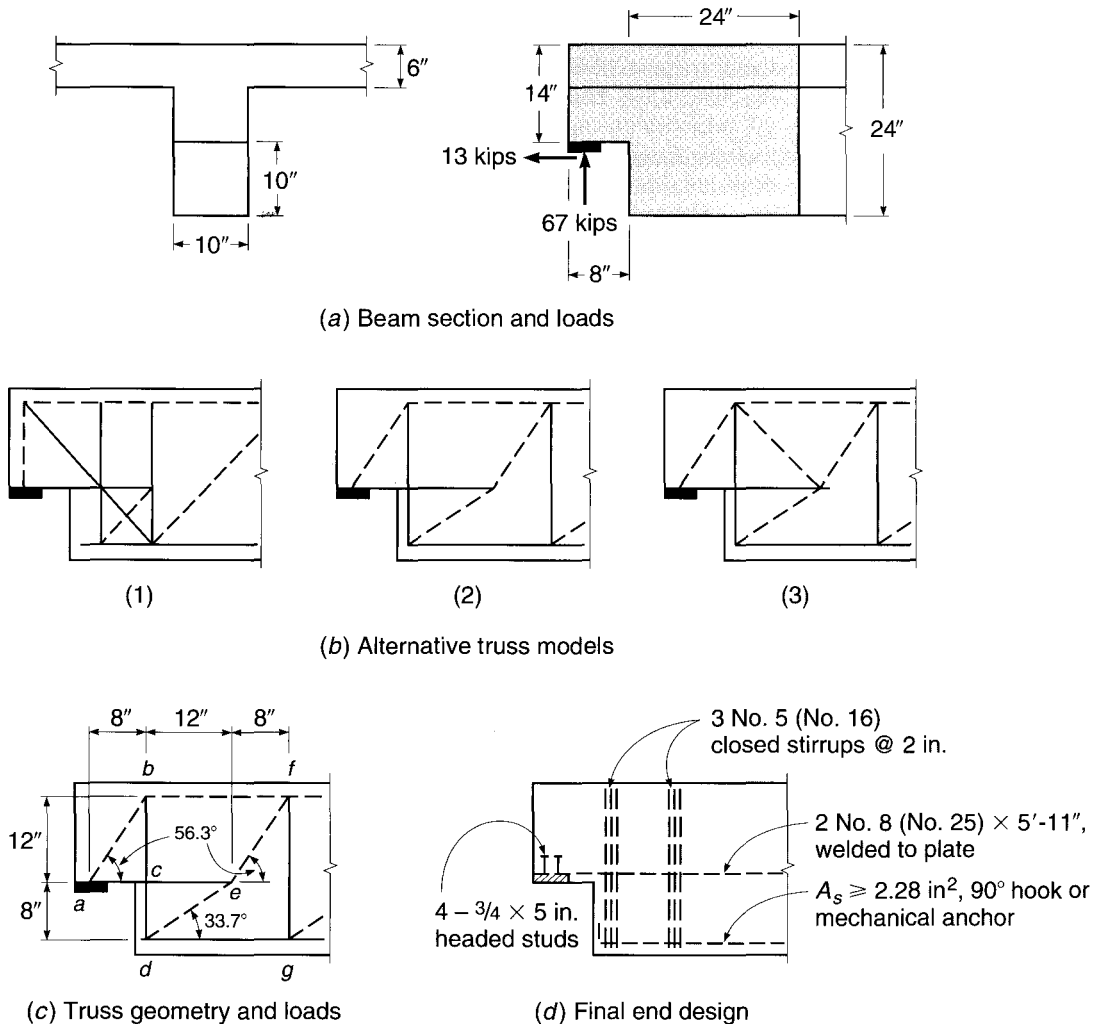 24″
6″
14″
24″
13 kips
10″
67 kips
10″
8″
(a) Beam section and loads
(1)
(2)
(3)
(b) Alternative truss models
8″
12″
8″
b
f
12″
56.3°
c
e
a
8″
33.7°
d
g
(c) Truss geometry and loads
3 No. 5 (No. 16)
closed stirrups @ 2 in.
2 No. 8 (No. 25) × 5′-11″,
welded to plate
A_s ≥ 2.28 in², 90° hook or
mechanical anchor
4 – 3/4 × 5 in.
headed studs
(d) Final end design